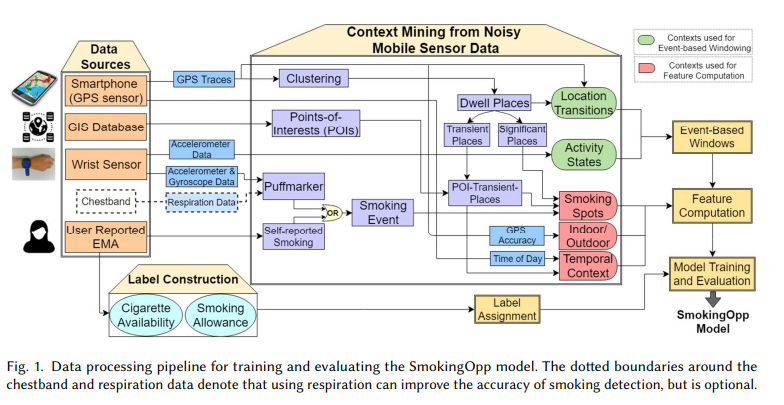 Data
Sources
Smartphone
(GPS sensor)
GIS Database
Wrist Sensor
Chestband
User Reported
EMA
Context Mining from Noisy
Mobile Sensor Data
GPS Traces
Clustering
Dwell Places
Location
Transitions
Points-of-
Interests (POIs)
Transient
Places
Significant
Places
Accelerometer
Data
Activity
States
Accelerometer &
Gyroscope Data
Respiration Data
Puffmarker
OR
Smoking
Event
Self-reported
Smoking
POI-Transient-
Places
Smoking
Spots
GPS
Accuracy
Indoor/
Outdoor
Time of Day
Temporal
Context
Contexts used for
Event-based Windowing
Contexts used for
Feature Computation
Event-Based
Windows
Feature
Computation
Model Training
and Evaluation
SmokingOpp
Model
Label Construction
Cigarette
Availability
Smoking
Allowance
Label
Assignment
Fig. 1. Data processing pipeline for training and evaluating the SmokingOpp model. The dotted boundaries around the
chestband and respiration data denote that using respiration can improve the accuracy of smoking detection, but is optional.